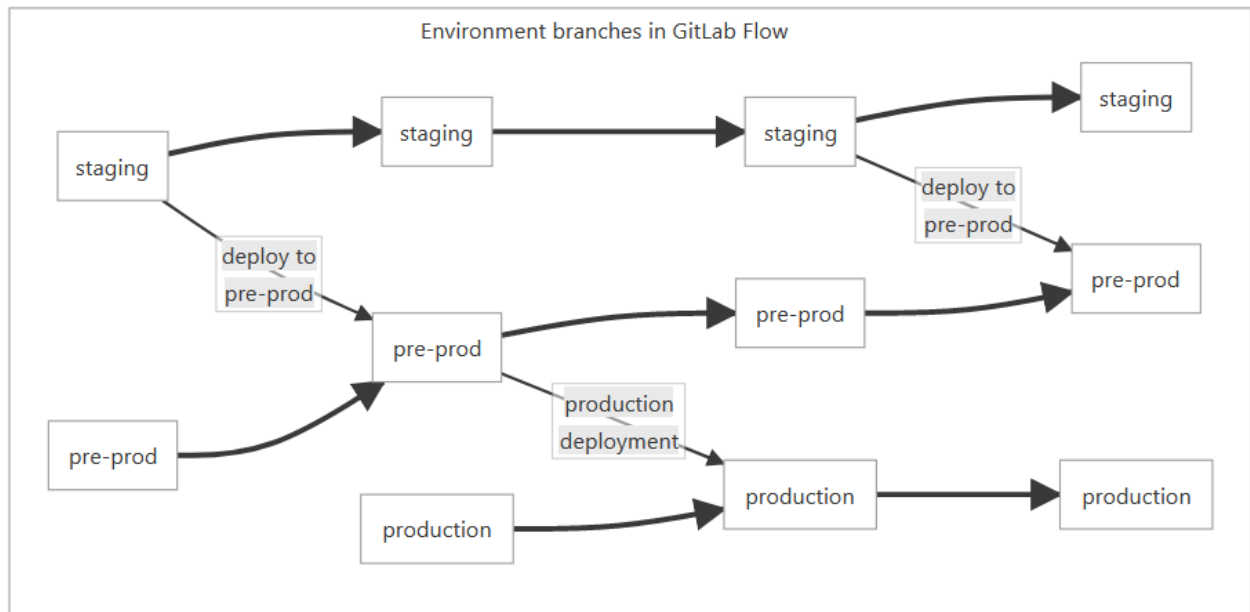 Environment branches in GitLab Flow
staging
staging
staging
staging
deploy to
pre-prod
deploy to
pre-prod
pre-prod
pre-prod
pre-prod
production
deployment
pre-prod
production
production
production